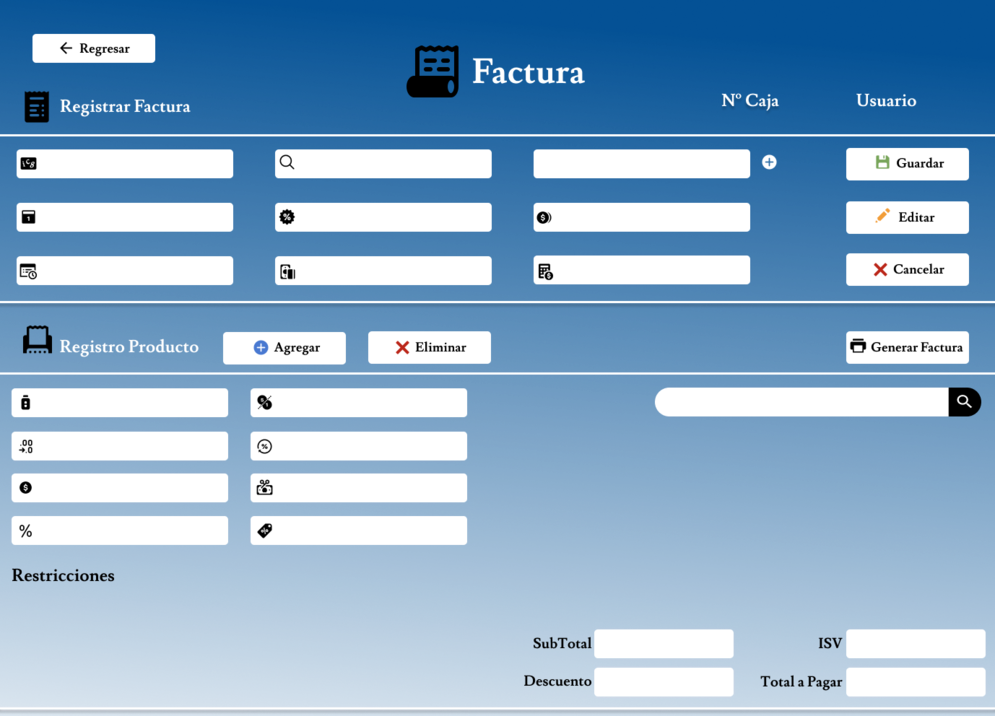 Regresar
Factura
Registrar Factura
Nº Caja
Usuario
Guardar
Editar
Cancelar
Registro Producto
Agregar
Eliminar
Generar Factura
.00
→.0
%
Restricciones
SubTotal
ISV
Descuento
Total a Pagar